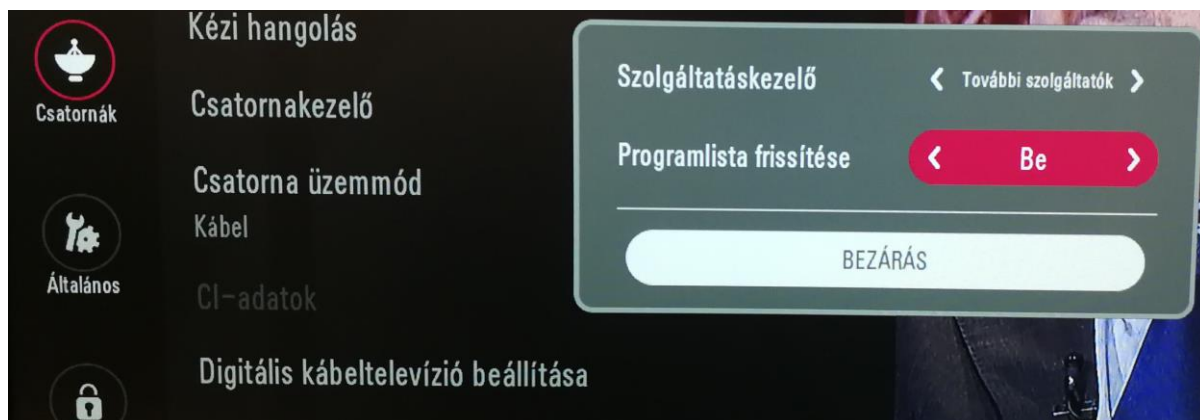 Csatornák
Általános
Kézi hangolás
Csatornakezelő
Csatorna üzemmód
Kábel
CI-adatok
Digitális kábeltelevízió beállítása
Szolgáltatáskezelő
További szolgáltatók
Programlista frissítése
Be
BEZÁRÁS